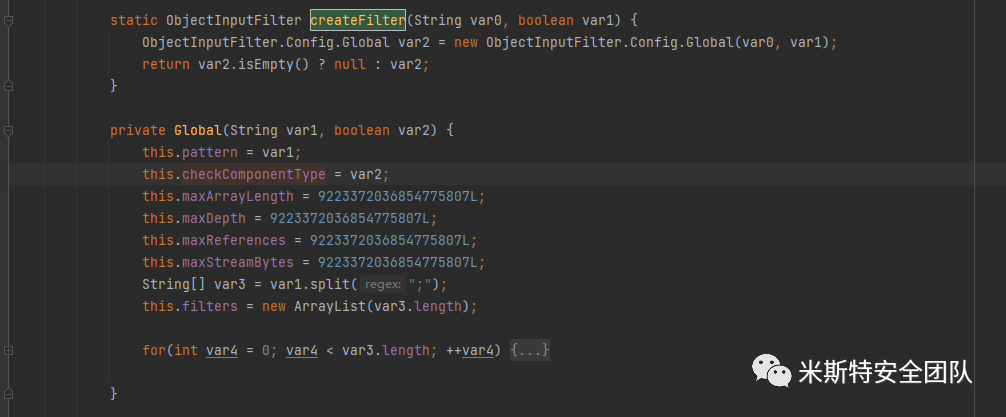 static ObjectInputFilter createFilter(String var0, boolean var1) {
ObjectInputFilter.Config.Global var2 = new ObjectInputFilter.Config.Global(var0, var1);
return var2.isEmpty() ? null : var2;
}
private Global(String var1, boolean var2) {
this.pattern = var1;
this.checkComponentType = var2;
this.maxArrayLength = 9223372036854775807L;
this.maxDepth = 9223372036854775807L;
this.maxReferences = 9223372036854775807L;
this.maxStreamBytes = 9223372036854775807L;
String[] var3 = var1.split( regex: ";");
this.filters = new ArrayList(var3.length);
for(int var4 = 0; var4 < var3.length; ++var4) {...}
米斯特安全团队
}